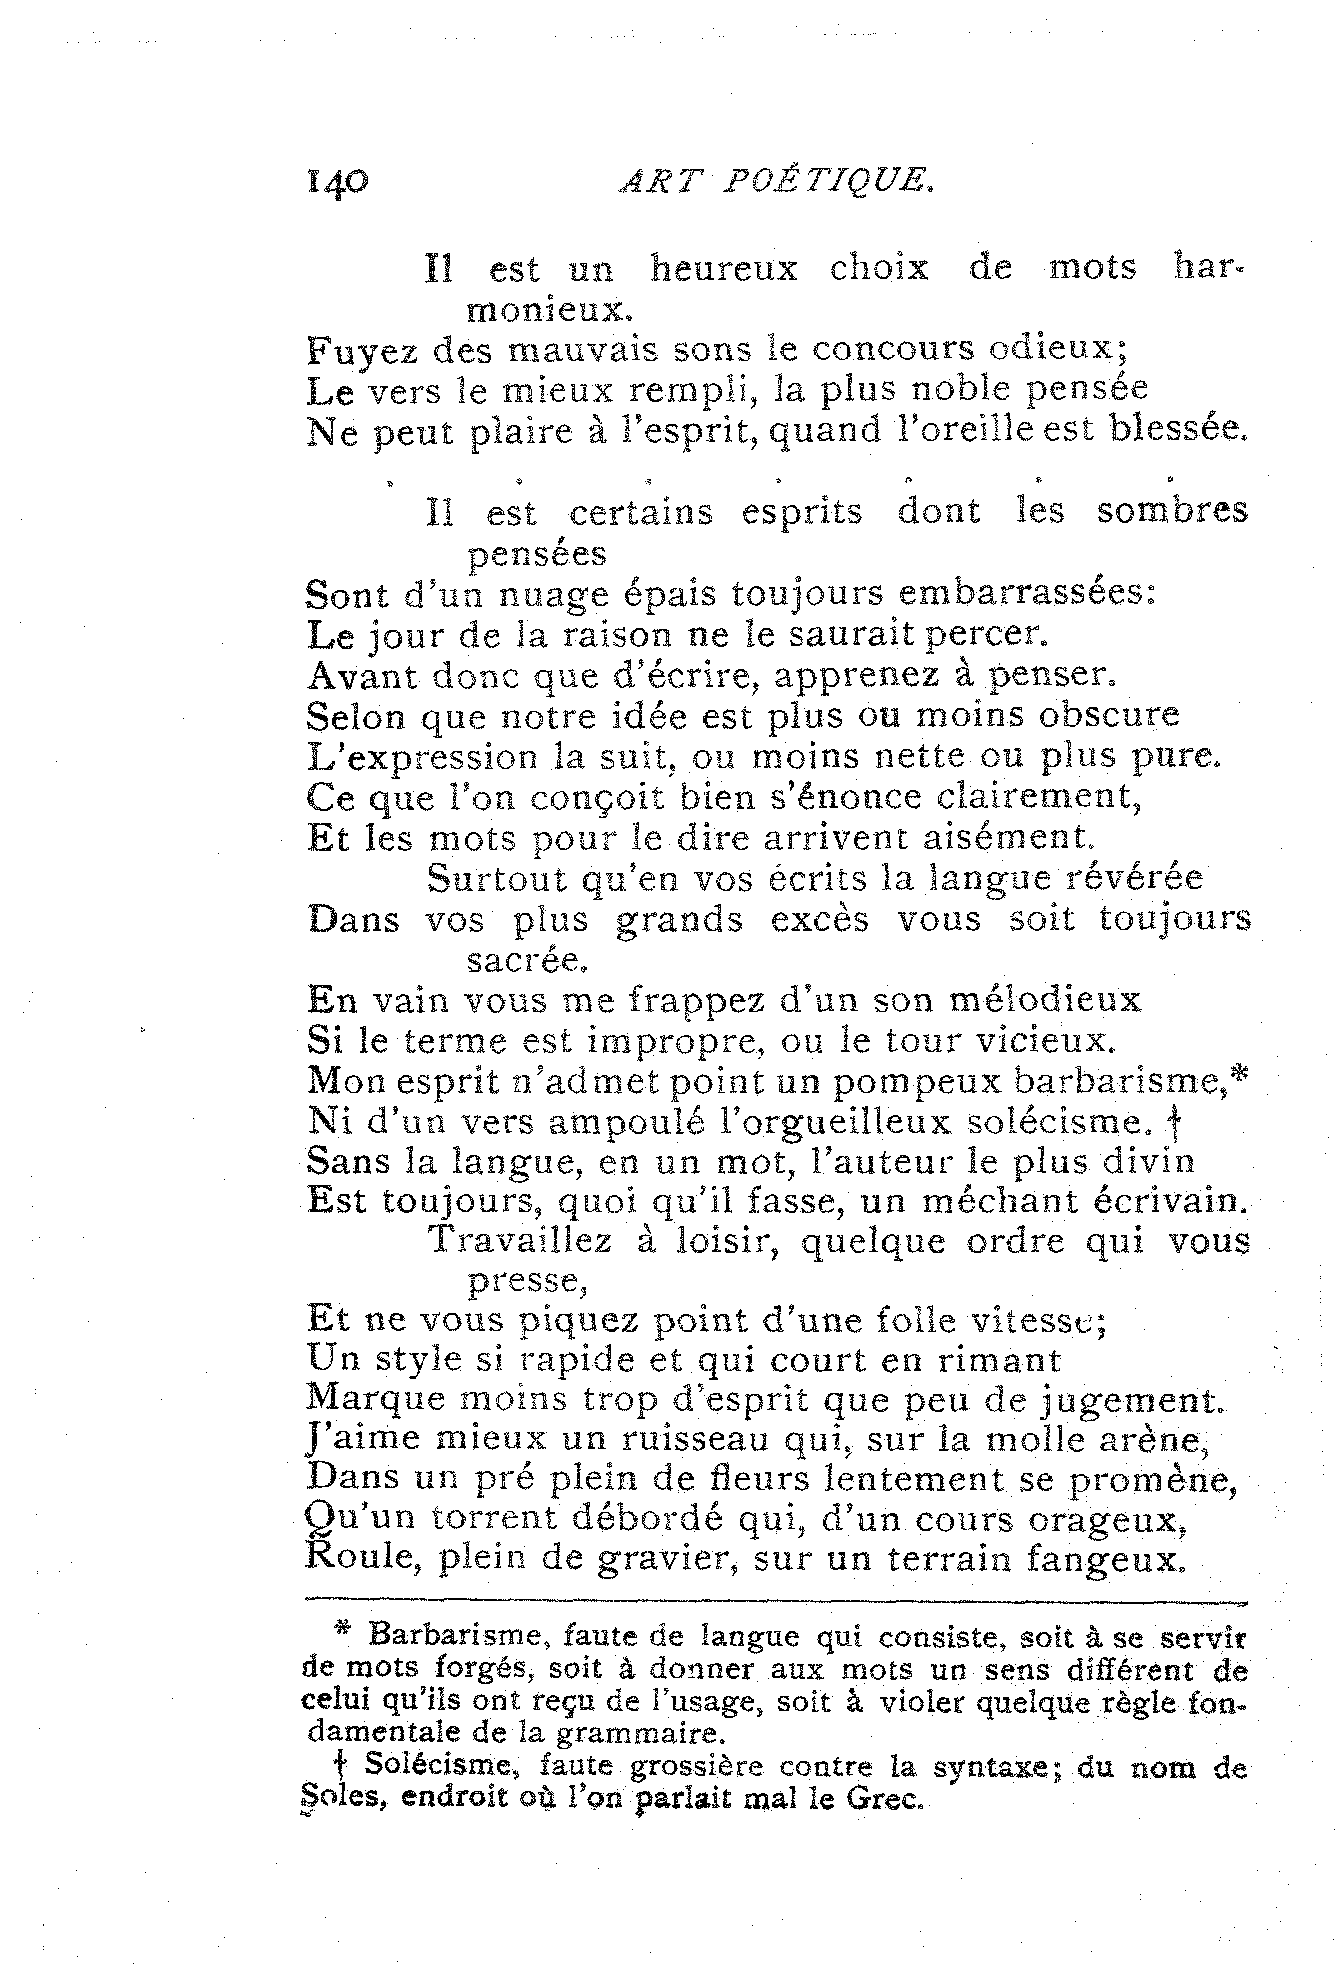 140 ART POÉTIQUE.
Il est un heureux choix de mots har-
monieux.
Fuyez des mauvais sons le concours odieux;
Le vers le mieux rempli, la plus noble pensée
Ne peut plaire à l'esprit, quand l'oreille est blessée.
. . . . . . .
Il est certains esprits dont les sombres
pensées
Sont d'un nuage épais toujours embarrassées:
Le jour de la raison ne le saurait percer.
Avant donc que d'écrire, apprenez à penser.
Selon que notre idée est plus ou moins obscure
L'expression la suit, ou moins nette ou plus pure.
Ce que l'on conçoit bien s'énonce clairement,
Et les mots pour le dire arrivent aisément.
Surtout qu'en vos écrits la langue révérée
Dans vos plus grands excès vous soit toujours
sacrée.
En vain vous me frappez d'un son mélodieux
Si le terme est impropre, ou le tour vicieux.
Mon esprit n'admet point un pompeux barbarisme,*
Ni d'un vers ampoulé l'orgueilleux solécisme. †
Sans la langue, en un mot, l'auteur le plus divin
Est toujours, quoi qu'il fasse, un méchant écrivain.
Travaillez à loisir, quelque ordre qui vous
presse,
Et ne vous piquez point d'une folle vitesse;
Un style si rapide et qui court en rimant
Marque moins trop d'esprit que peu de jugement.
J'aime mieux un ruisseau qui, sur la molle arène,
Dans un pré plein de fleurs lentement se promène,
Qu'un torrent débordé qui, d'un cours orageux,
Roule, plein de gravier, sur un terrain fangeux.
* Barbarisme, faute de langue qui consiste, soit à se servir
de mots forgés, soit à donner aux mots un sens différent de
celui qu'ils ont reçu de l'usage, soit à violer quelque règle fon-
damentale de la grammaire.
† Solécisme, faute grossière contre la syntaxe; du nom de
Soles, endroit où l'on parlait mal le Grec.